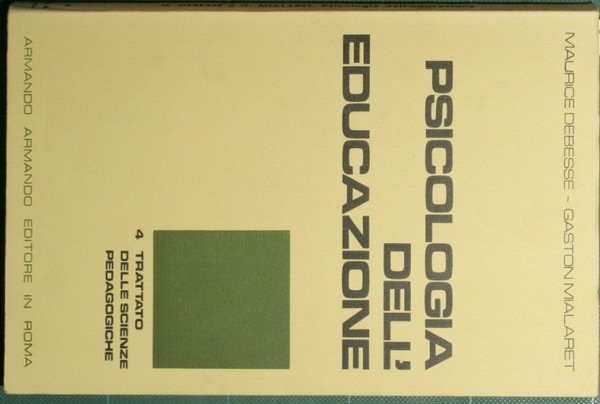 MAURICE DEBESSE ~ GASTON MIALARET
PSICOLOGIA
DELL'
EDUCAZIONE
4 TRATTATO
DELLE SCIENZE
PEDAGOGICHE
ARMANDO ARMANDO EDITORE IN ROMA